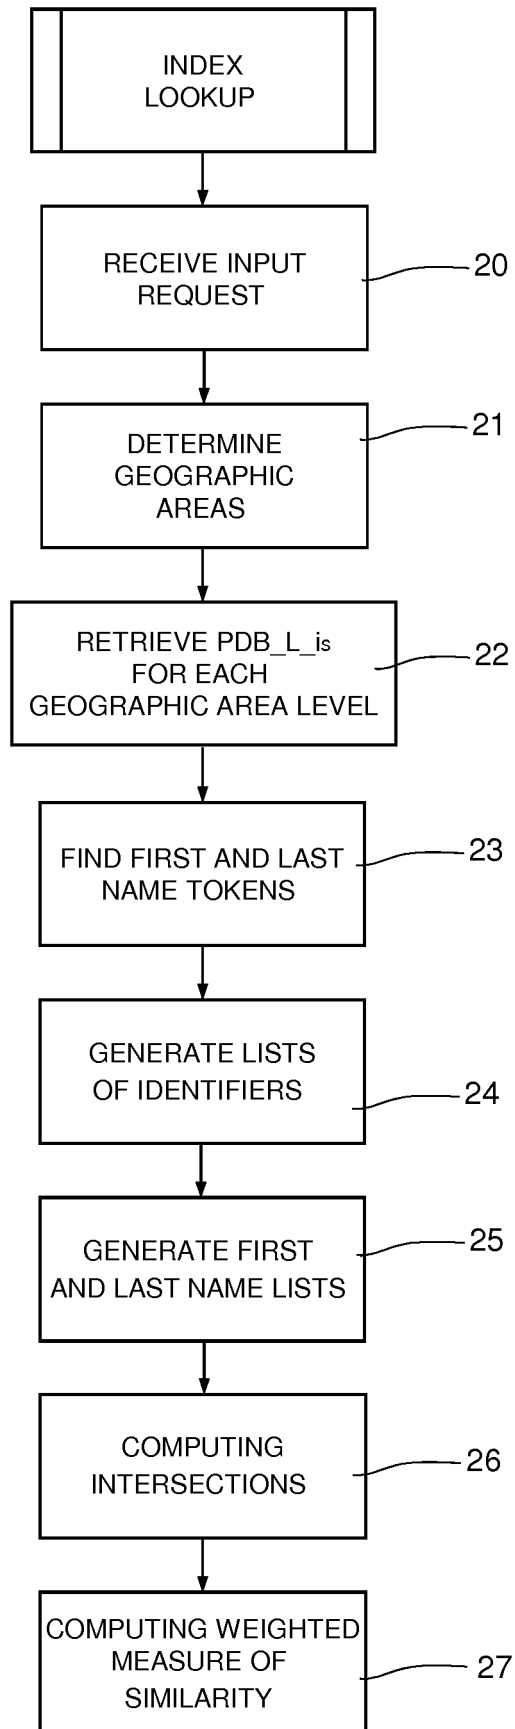 INDEX
LOOKUP
RECEIVE INPUT
REQUEST
20
DETERMINE
GEOGRAPHIC
AREAS
21
RETRIEVE PDB_L_is
FOR EACH
GEOGRAPHIC AREA LEVEL
22
FIND FIRST AND LAST
NAME TOKENS
23
GENERATE LISTS
OF IDENTIFIERS
24
GENERATE FIRST
AND LAST NAME LISTS
25
COMPUTING
INTERSECTIONS
26
COMPUTING WEIGHTED
MEASURE OF
SIMILARITY
27